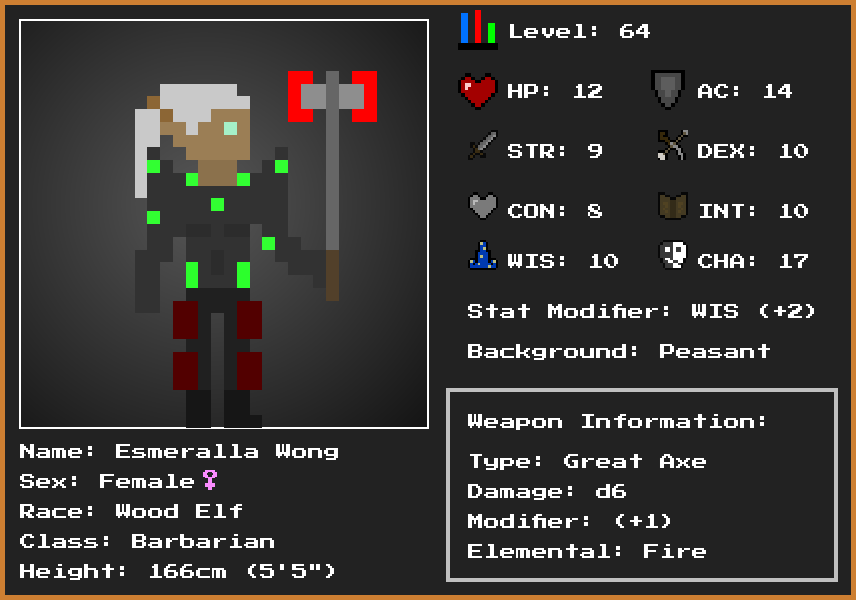 Level: 64
HP: 12 AC: 14
STR: 9 DEX: 10
CON: 8 INT: 10
WIS: 10 CHA: 17
Stat Modifier: WIS (+2)
Background: Peasant
Weapon Information:
Type: Great Axe
Damage: d6
Modifier: (+1)
Elemental: Fire
Name: Esmeralla Wong
Sex: Female♀
Race: Wood Elf
Class: Barbarian
Height: 166cm (5'5")